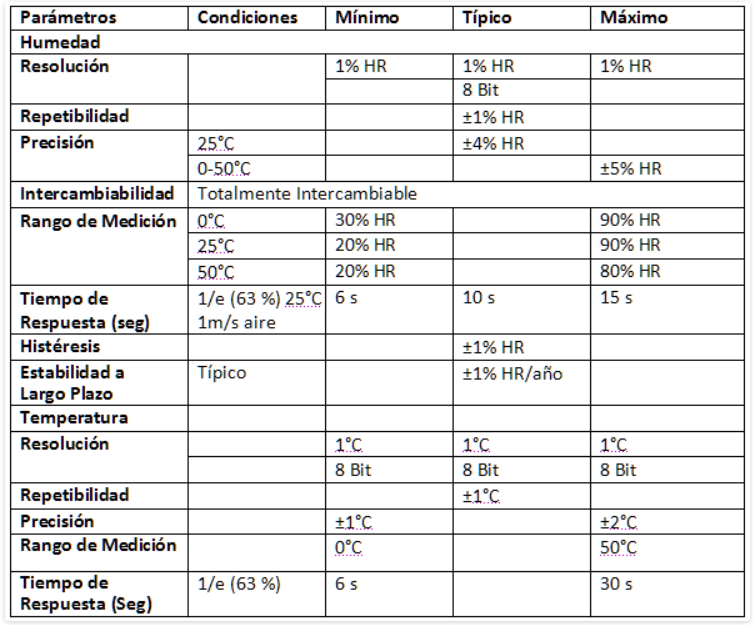 Parámetros Condiciones Mínimo Típico Máximo
Humedad
Resolución 1% HR 1% HR 1% HR
8 Bit
Repetibilidad ±1% HR
Precisión 25°C ±4% HR
0-50°C ±5% HR
Intercambiabilidad Totalmente Intercambiable
Rango de Medición 0°C 30% HR 90% HR
25°C 20% HR 90% HR
50°C 20% HR 80% HR
Tiempo de 1/e (63 %) 25°C 6 s 10 s 15 s
Respuesta (seg) 1m/s aire
Histéresis ±1% HR
Estabilidad a Típico ±1% HR/año
Largo Plazo
Temperatura
Resolución 1°C 1°C 1°C
8 Bit 8 Bit 8 Bit
Repetibilidad ±1°C
Precisión ±1°C ±2°C
Rango de Medición 0°C 50°C
Tiempo de 1/e (63 %) 6 s 30 s
Respuesta (Seg)